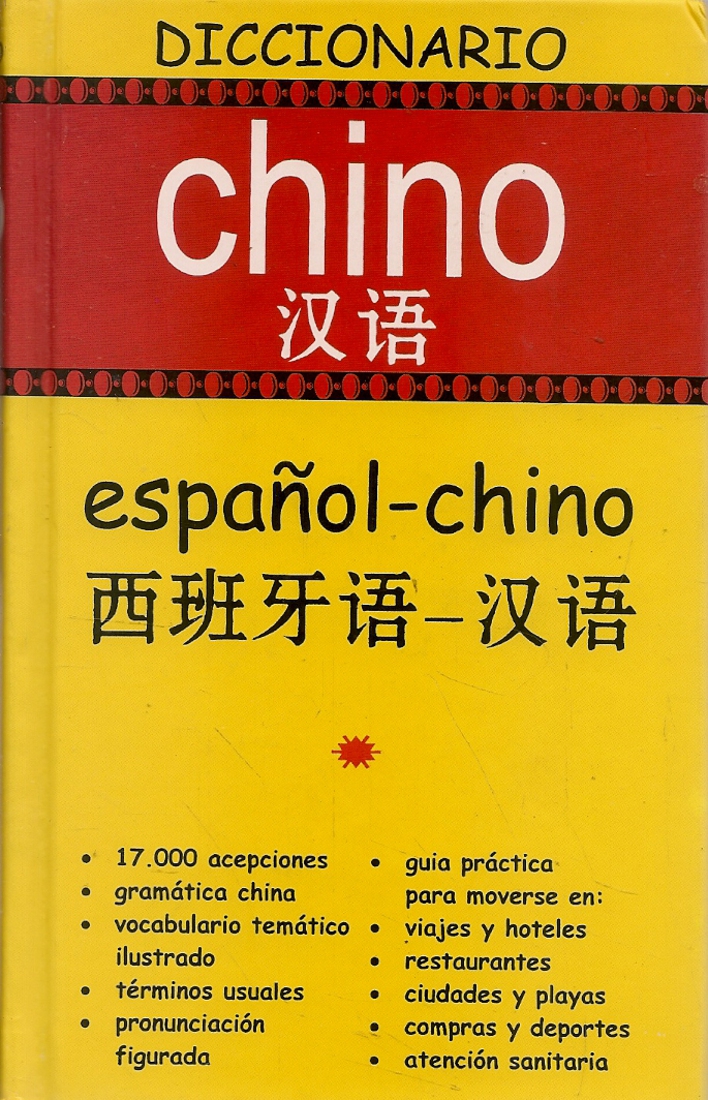 DICCIONARIO
chino
汉语
español-chino
西班牙语-汉语
• 17.000 acepciones
• gramática china
• vocabulario temático
ilustrado
• términos usuales
• pronunciación
figurada
• guia práctica
para moverse en:
• viajes y hoteles
• restaurantes
• ciudades y playas
• compras y deportes
• atención sanitaria